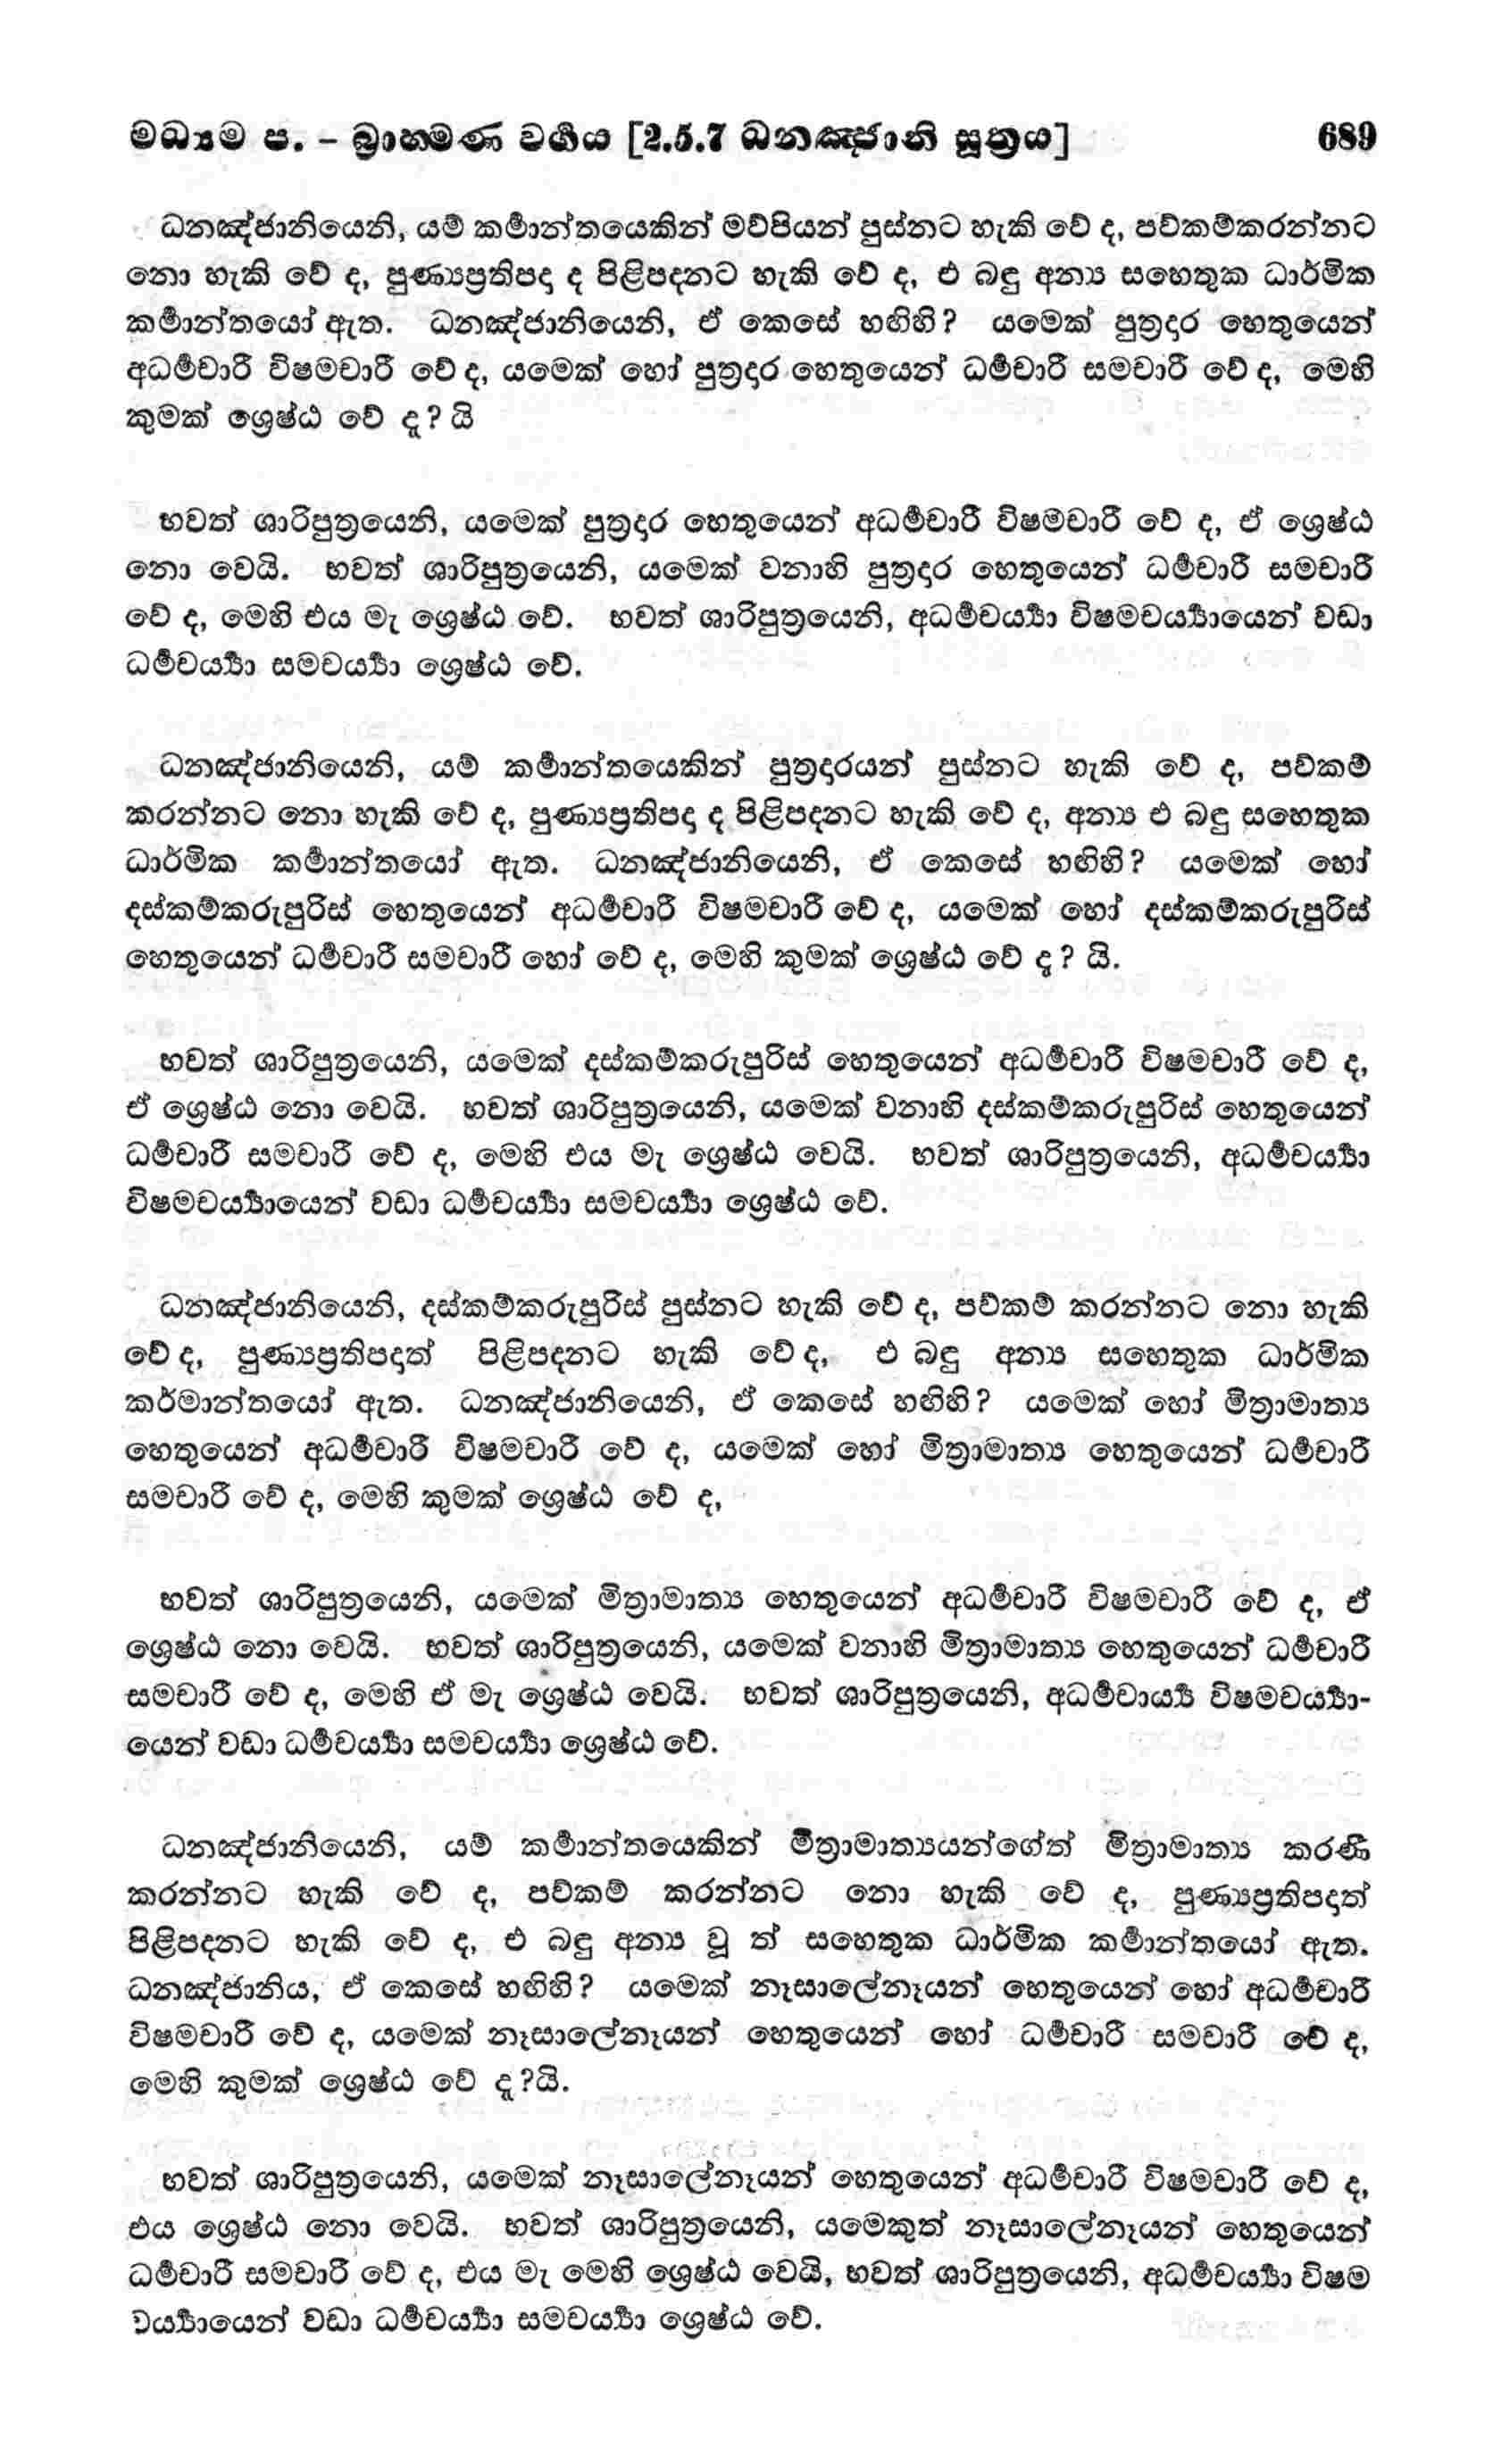 මධ්‍යම ප. – බ්‍රාහමණ වර්‍ගය [2.5.7 ධනඤ්ජානි සූත්‍රය] 689
ධනඤ්ජානියෙනි, යම් කර්‍මාන්තයෙකින් මව්පියන් පුස්නට හැකි වේ ද, පව්කම්කරන්නට
නො හැකි වේ ද, පුණ්‍යප්‍රතිපදා ද පිළිපදනට හැකි වේ ද, එ බඳු අන්‍ය සහෙතුක ධාර්මික
කර්‍මාන්තයෝ ඇත. ධනඤ්ජානියෙනි, ඒ කෙසේ හඟිහි? යමෙක් පුත්‍රදාර හෙතුයෙන්
අධර්‍මචාරී විෂමචාරී වේ ද, යමෙක් හෝ පුත්‍රදාර හෙතුයෙන් ධර්‍මචාරී සමචාරී වේ ද, මෙහි
කුමක් ශ්‍රෙෂ්ඨ වේ දැ? යි
භවත් ශාරිපුත්‍රයෙනි, යමෙක් පුත්‍රදාර හෙතුයෙන් අධර්‍මචාරී විෂමචාරී වේ ද, ඒ ශ්‍රෙෂ්ඨ
නො වෙයි. භවත් ශාරිපුත්‍රයෙනි, යමෙක් වනාහි පුත්‍රදාර හෙතුයෙන් ධර්‍මචාරී සමචාරී
වේ ද, මෙහි එය මැ ශ්‍රෙෂ්ඨ වේ. භවත් ශාරිපුත්‍රයෙනි, අධර්‍මචර්‍ය්‍යා විෂමචර්‍ය්‍යායෙන් වඩා
ධර්‍මචර්‍ය්‍යා සමචර්‍ය්‍යා ශ්‍රෙෂ්ඨ වේ.
ධනඤ්ජානියෙනි, යම් කර්‍මාන්තයෙකින් පුත්‍රදාරයන් පුස්නට හැකි වේ ද, පව්කම්
කරන්නට නො හැකි වේ ද, පුණ්‍යප්‍රතිපදා ද පිළිපදනට හැකි වේ ද, අන්‍ය එ බඳු සහෙතුක
ධාර්මික කර්‍මාන්තයෝ ඇත. ධනඤ්ජානියෙනි, ඒ කෙසේ හඟිහි? යමෙක් හෝ
දස්කම්කරුපුරිස් හෙතුයෙන් අධර්‍මචාරී විෂමචාරී වේ ද, යමෙක් හෝ දස්කම්කරුපුරිස්
හෙතුයෙන් ධර්‍මචාරී සමචාරී හෝ වේ ද, මෙහි කුමක් ශ්‍රෙෂ්ඨ වේ දැ? යි.
භවත් ශාරිපුත්‍රයෙනි, යමෙක් දස්කම්කරුපුරිස් හෙතුයෙන් අධර්‍මචාරී විෂමචාරී වේ ද,
ඒ ශ්‍රෙෂ්ඨ නො වෙයි. භවත් ශාරිපුත්‍රයෙනි, යමෙක් වනාහි දස්කම්කරුපුරිස් හෙතුයෙන්
ධර්‍මචාරී සමචාරී වේ ද, මෙහි එය මැ ශ්‍රෙෂ්ඨ වෙයි. භවත් ශාරිපුත්‍රයෙනි, අධර්‍මචර්‍ය්‍යා
විෂමචර්‍ය්‍යායෙන් වඩා ධර්‍මචර්‍ය්‍යා සමචර්‍ය්‍යා ශ්‍රෙෂ්ඨ වේ.
ධනඤ්ජානියෙනි, දස්කම්කරුපුරිස් පුස්නට හැකි වේ ද, පව්කම් කරන්නට නො හැකි
වේ ද, පුණ්‍යප්‍රතිපදාත් පිළිපදනට හැකි වේ ද, එ බඳු අන්‍ය සහෙතුක ධාර්මික
කර්මාන්තයෝ ඇත. ධනඤ්ජානියෙනි, ඒ කෙසේ හඟිහි? යමෙක් හෝ මිත්‍රාමාත්‍ය
හෙතුයෙන් අධර්‍මචාරී විෂමචාරී වේ ද, යමෙක් හෝ මිත්‍රාමාත්‍ය හෙතුයෙන් ධර්‍මචාරී
සමචාරී වේ ද, මෙහි කුමක් ශ්‍රෙෂ්ඨ වේ ද,
භවත් ශාරිපුත්‍රයෙනි, යමෙක් මිත්‍රාමාත්‍ය හෙතුයෙන් අධර්‍මචාරී විෂමචාරී වේ ද, ඒ
ශ්‍රෙෂ්ඨ නො වෙයි. භවත් ශාරිපුත්‍රයෙනි, යමෙක් වනාහි මිත්‍රාමාත්‍ය හෙතුයෙන් ධර්‍මචාරී
සමචාරී වේ ද, මෙහි ඒ මැ ශ්‍රෙෂ්ඨ වෙයි. භවත් ශාරිපුත්‍රයෙනි, අධර්‍මචාර්‍ය්‍ය විෂමචර්‍ය්‍යා-
යෙන් වඩා ධර්‍මචර්‍ය්‍යා සමචර්‍ය්‍යා ශ්‍රෙෂ්ඨ වේ.
ධනඤ්ජානියෙනි, යම් කර්‍මාන්තයෙකින් මිත්‍රාමාත්‍යයන්ගේත් මිත්‍රාමාත්‍ය කරණී
කරන්නට හැකි වේ ද, පව්කම් කරන්නට නො හැකි වේ ද, පුණ්‍යප්‍රතිපදාත්
පිළිපදනට හැකි වේ ද, එ බඳු අන්‍ය වූ ත් සහෙතුක ධාර්මික කර්‍මාන්තයෝ ඇත.
ධනඤ්ජානිය, ඒ කෙසේ හඟිහි? යමෙක් නෑසාලේනෑයන් හෙතුයෙන් හෝ අධර්‍මචාරී
විෂමචාරී වේ ද, යමෙක් නෑසාලේනෑයන් හෙතුයෙන් හෝ ධර්‍මචාරී සමචාරී වේ ද,
මෙහි කුමක් ශ්‍රෙෂ්ඨ වේ දැ?යි.
භවත් ශාරිපුත්‍රයෙනි, යමෙක් නෑසාලේනෑයන් හෙතුයෙන් අධර්‍මචාරී විෂමචාරී වේ ද,
එය ශ්‍රෙෂ්ඨ නො වෙයි. භවත් ශාරිපුත්‍රයෙනි, යමෙකුත් නෑසාලේනෑයන් හෙතුයෙන්
ධර්‍මචාරී සමචාරී වේ ද, එය මැ මෙහි ශ්‍රෙෂ්ඨ වෙයි, භවත් ශාරිපුත්‍රයෙනි, අධර්‍මචර්‍ය්‍යා විෂම
චර්‍ය්‍යායෙන් වඩා ධර්‍මචර්‍ය්‍යා සමචර්‍ය්‍යා ශ්‍රෙෂ්ඨ වේ.